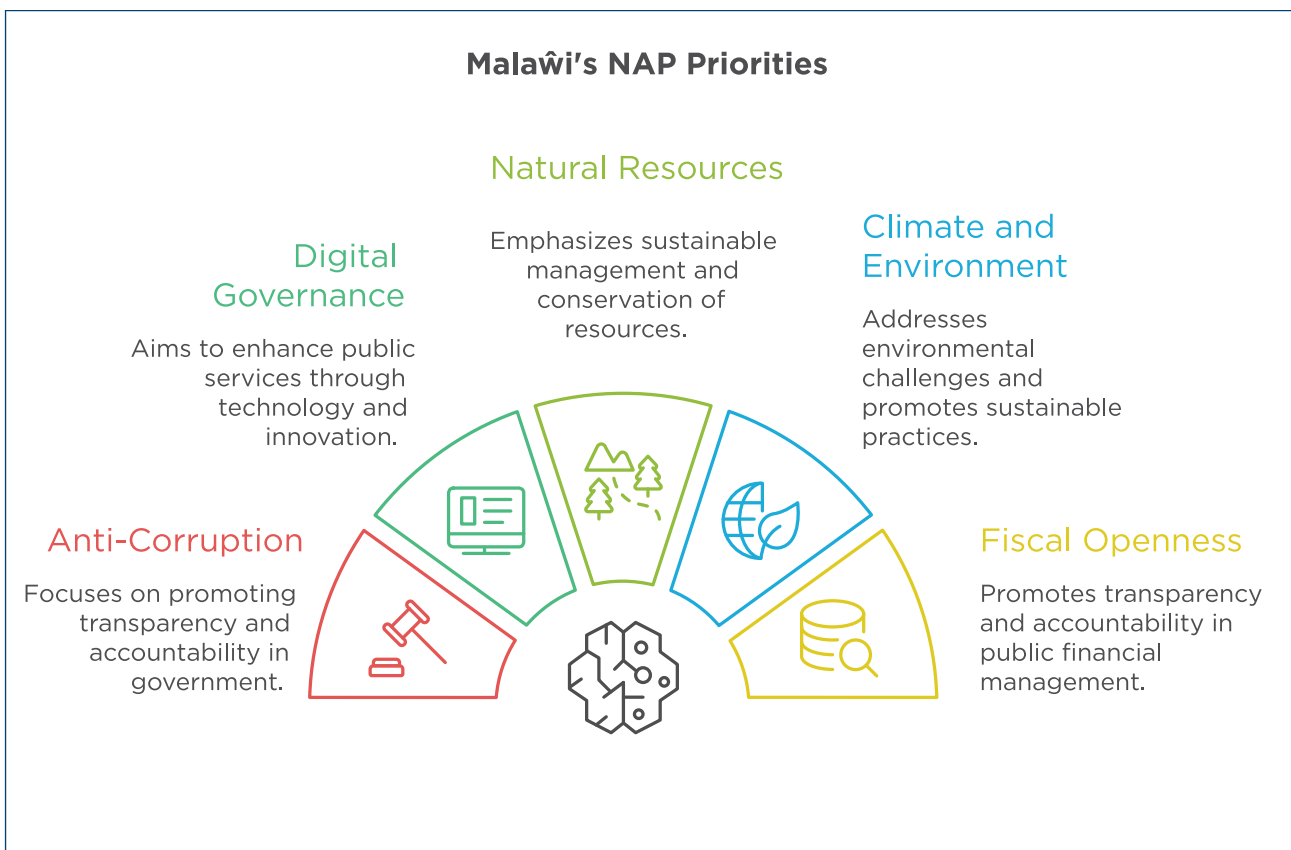 Malaŵi's NAP Priorities
Anti-Corruption
Focuses on promoting
transparency and
accountability in
government.
Digital
Governance
Aims to enhance public
services through
technology and
innovation.
Natural Resources
Emphasizes sustainable
management and
conservation of
resources.
Climate and
Environment
Addresses
environmental
challenges and
promotes sustainable
practices.
Fiscal Openness
Promotes transparency
and accountability in
public financial
management.